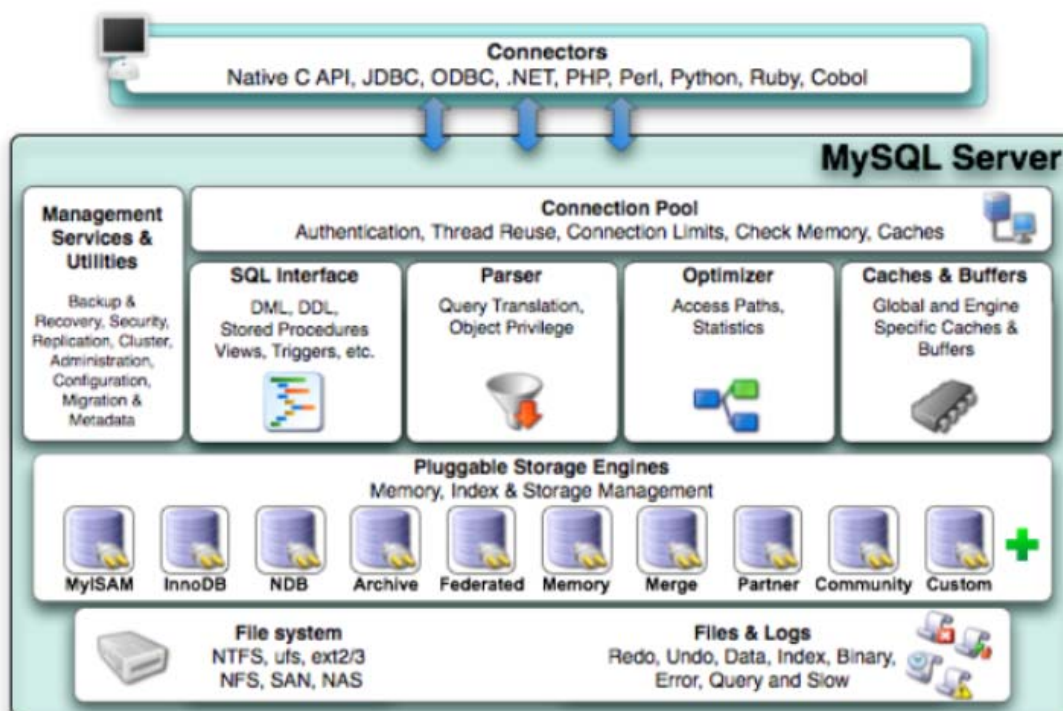 Connectors
Native C API, JDBC, ODBC, .NET, PHP, Perl, Python, Ruby, Cobol
MySQL Server
Management
Services &
Utilities
Backup &
Recovery, Security,
Replication, Cluster,
Administration,
Configuration,
Migration &
Metadata
Connection Pool
Authentication, Thread Reuse, Connection Limits, Check Memory, Caches
SQL Interface
DML, DDL,
Stored Procedures
Views, Triggers, etc.
Parser
Query Translation,
Object Privilege
Optimizer
Access Paths,
Statistics
Caches & Buffers
Global and Engine
Specific Caches &
Buffers
Pluggable Storage Engines
Memory, Index & Storage Management
MyISAM
InnoDB
NDB
Archive
Federated
Memory
Merge
Partner
Community
Custom
File system
NTFS, ufs, ext2/3
NFS, SAN, NAS
Files & Logs
Redo, Undo, Data, Index, Binary,
Error, Query and Slow